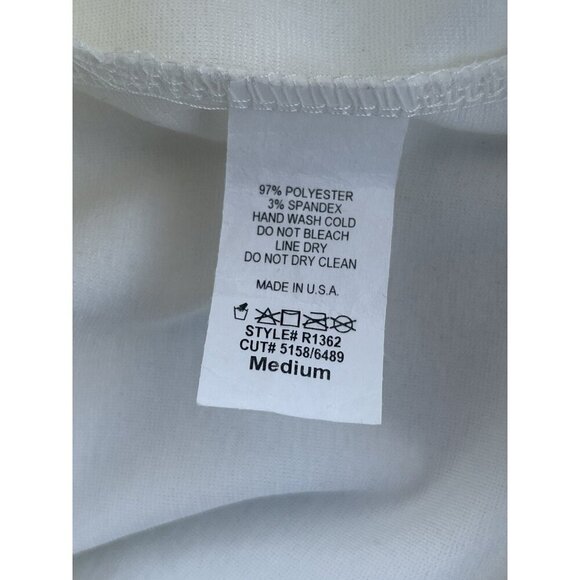 97% POLYESTER
3% SPANDEX
HAND WASH COLD
DO NOT BLEACH
LINE DRY
DO NOT DRY CLEAN
MADE IN U.S.A.
STYLE# R1362
CUT# 5158/6489
Medium